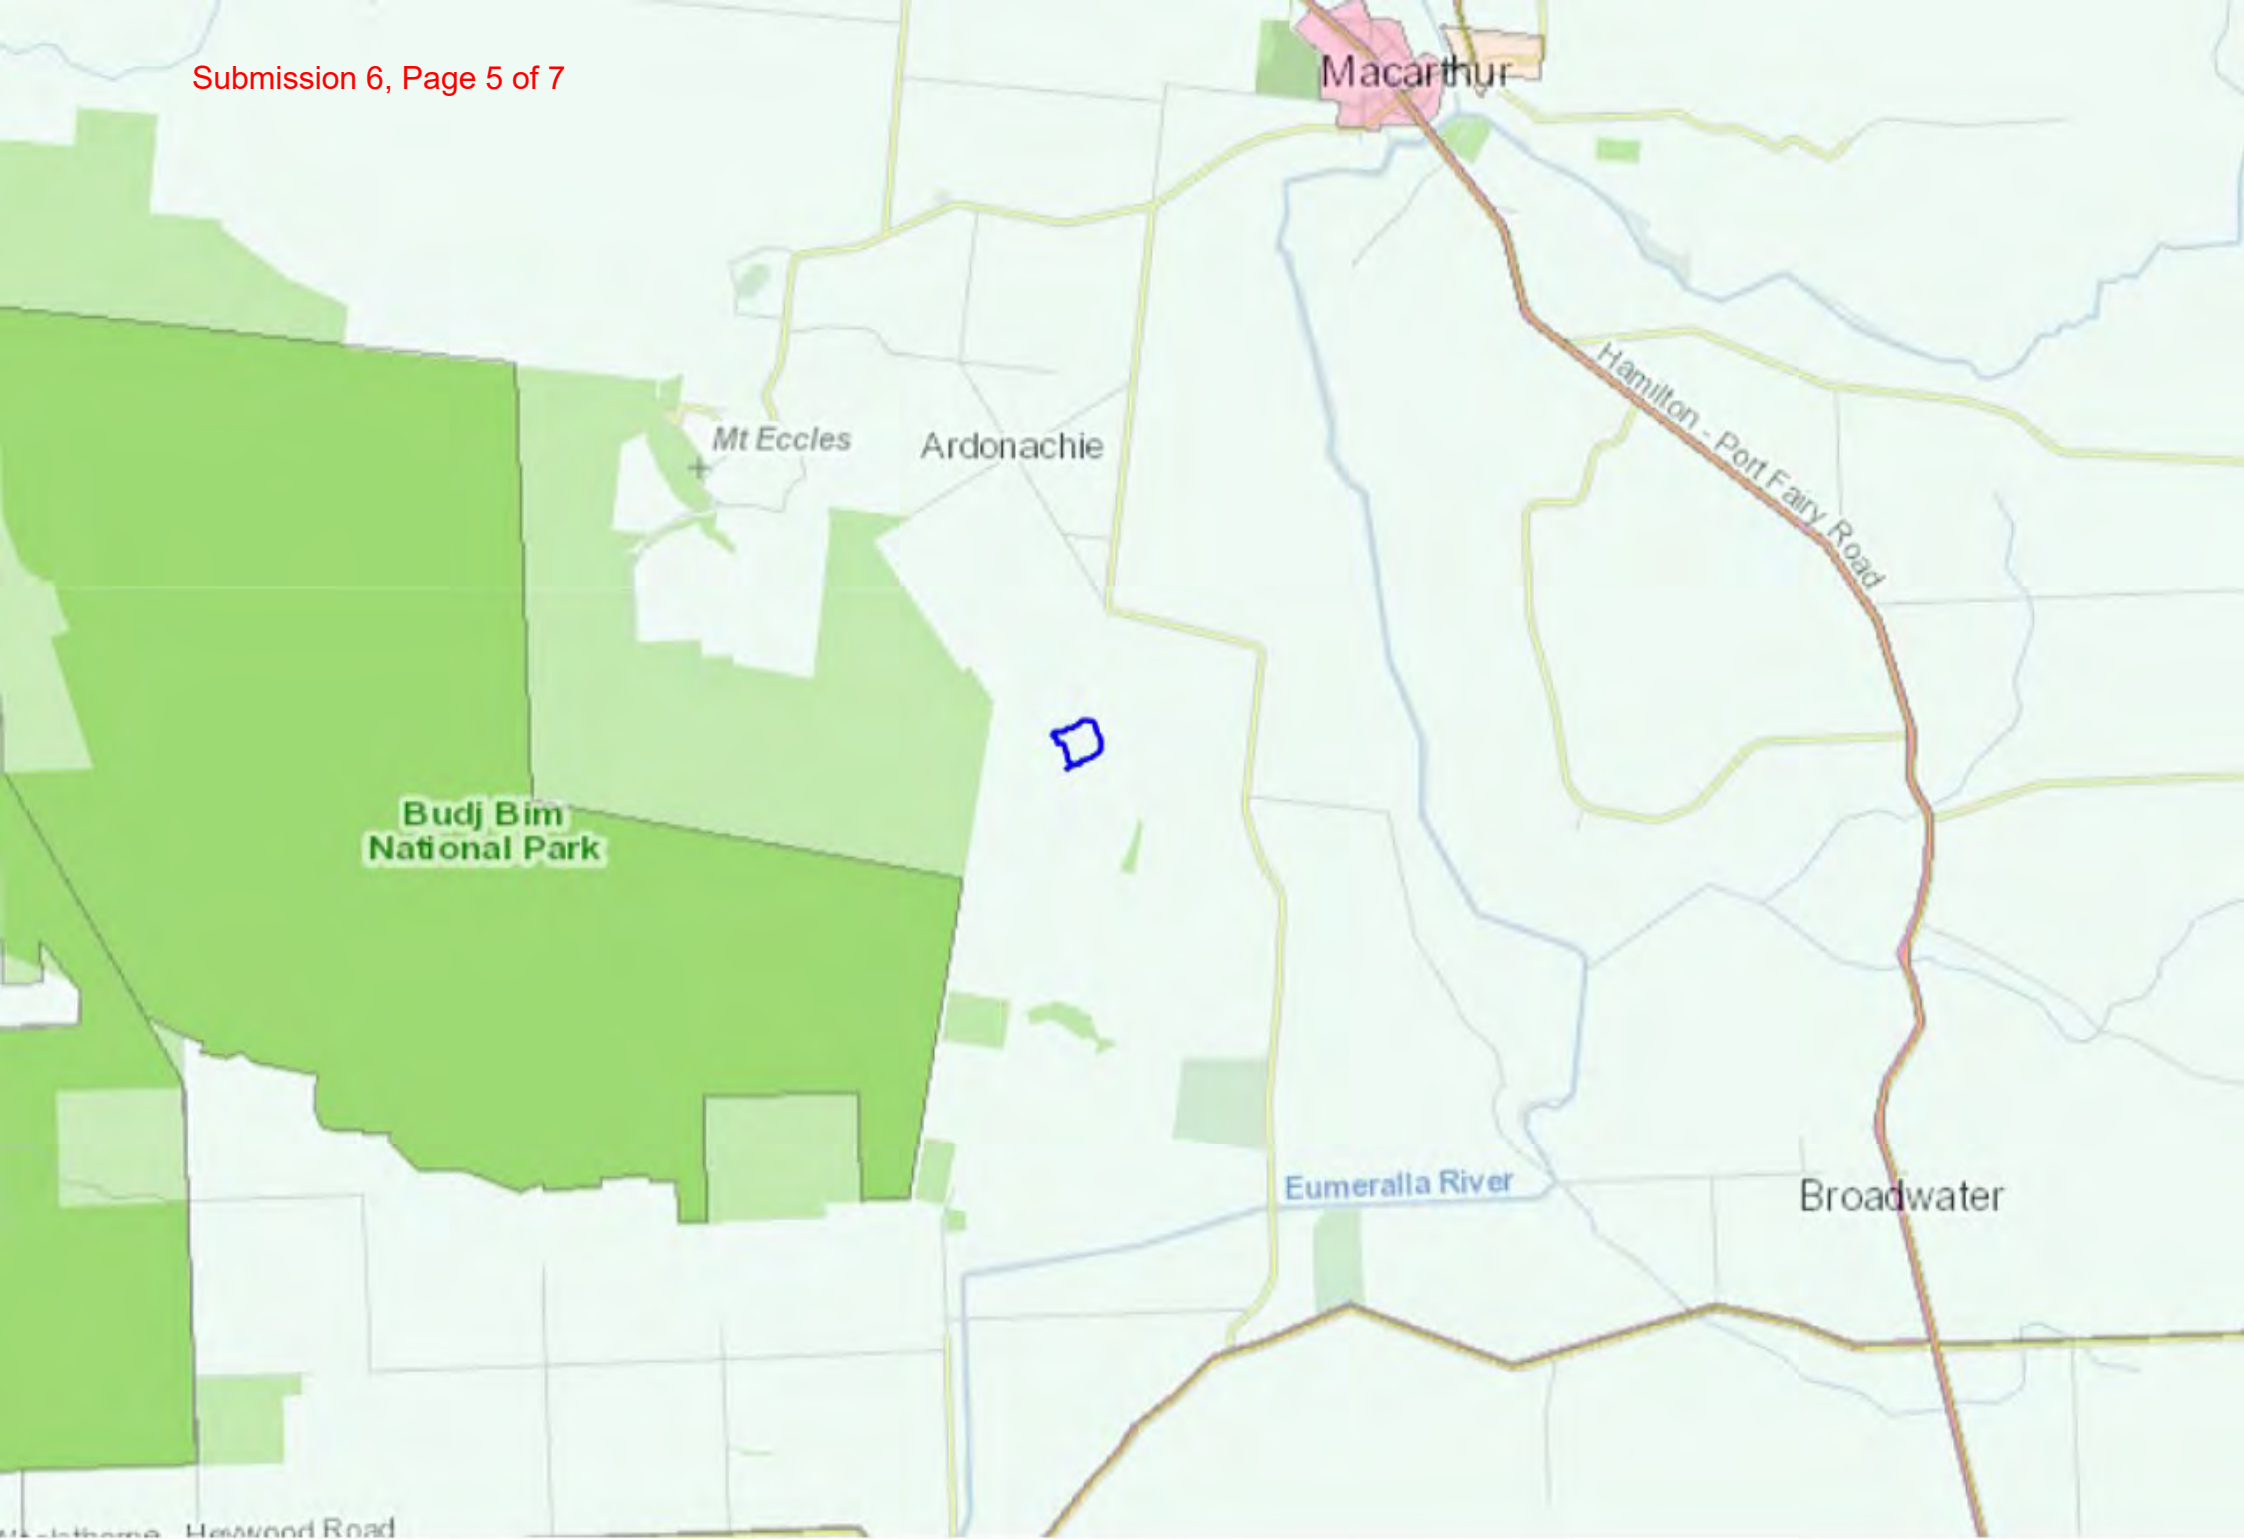 Submission 6, Page 5 of 7
Macarthur
Hamilton - Port Fairy Road
Mt Eccles
Ardonachie
Budj Bim
National Park
Eumeralla River
Broadwater
Heywood Road